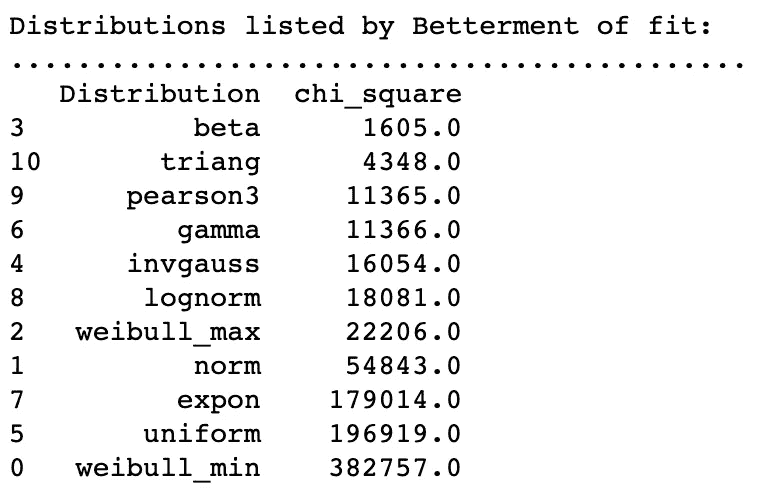 Distributions listed by Betterment of fit:
............................................
Distribution chi_square
3 beta 1605.0
10 triang 4348.0
9 pearson3 11365.0
6 gamma 11366.0
4 invgauss 16054.0
8 lognorm 18081.0
2 weibull_max 22206.0
1 norm 54843.0
7 expon 179014.0
5 uniform 196919.0
0 weibull_min 382757.0